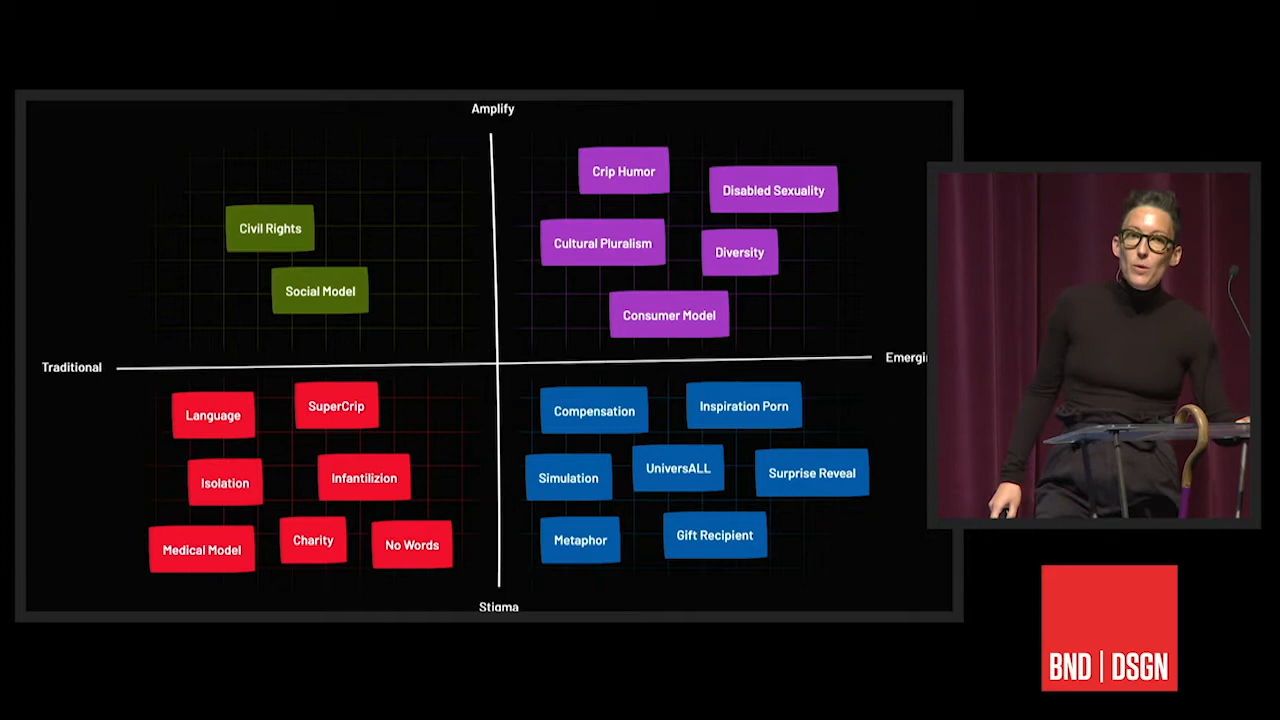 Amplify
Crip Humor
Disabled Sexuality
Civil Rights
Cultural Pluralism
Diversity
Social Model
Consumer Model
Traditional
Emergin
Language
SuperCrip
Compensation
Inspiration Porn
Isolation
Infantilizion
Simulation
UniversALL
Surprise Reveal
Medical Model
Charity
No Words
Metaphor
Gift Recipient
Stigma
BND | DSGN